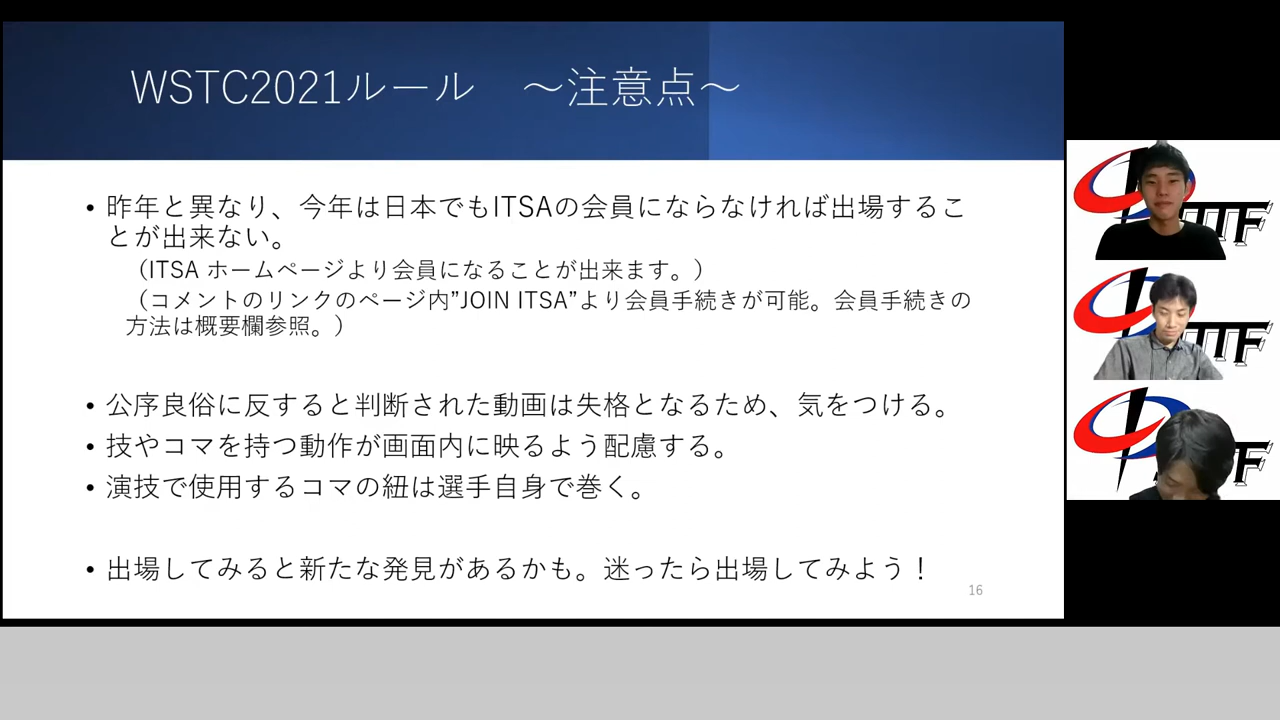 WSTC2021ルール　～注意点～
• 昨年と異なり、今年は日本でもITSAの会員にならなければ出場するこ
とが出来ない。
（ITSA ホームページより会員になることが出来ます。）
（コメントのリンクのページ内”JOIN ITSA”より会員手続きが可能。会員手続きの
方法は概要欄参照。）
• 公序良俗に反すると判断された動画は失格となるため、気をつける。
• 技やコマを持つ動作が画面内に映るよう配慮する。
• 演技で使用するコマの紐は選手自身で巻く。
• 出場してみると新たな発見があるかも。迷ったら出場してみよう！
16